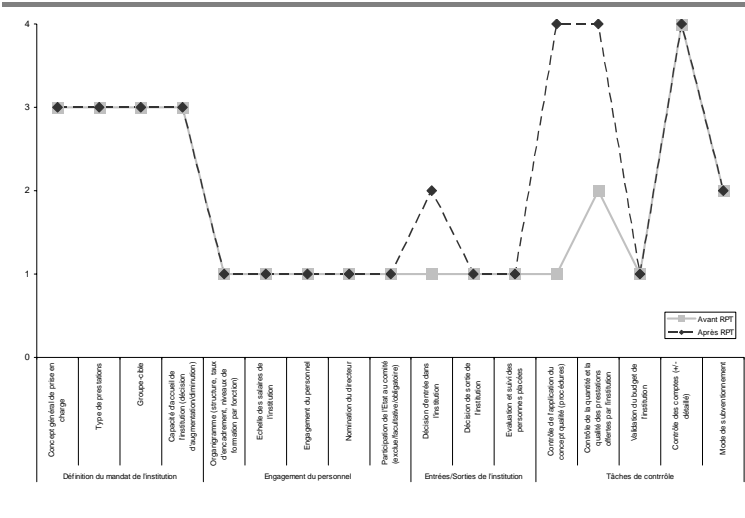 4
3
2
1
0
Avant RPT
Après RPT
Concept général de prise en
charge
Type de prestations
Groupe-cible
Capacité d'accueil de
l'institution (décision
d'augmentation/diminution)
Organigramme (structure, taux
d'encadrement, niveaux de
formation par fonction)
Echelle des salaires de
l'institution
Engagement du personnel
Nomination du directeur
Participation de l'Etat au comité
(exclue/facultative/obligatoire)
Décision d'entrée dans
l'institution
Décision de sortie de
l'institution
Evaluation et suivi des
personnes placées
Contrôle de l'application du
concept qualité (procédures)
Contrôle de la quantité et la
qualité des prestations
offertes par l'institution
Validation du budget de
l'institution
Contrôle des comptes (+/-
détaillé)
Mode de subventionnement
Définition du mandat de l'institution
Engagement du personnel
Entrées/Sorties de l'institution
Tâches de contrrôle